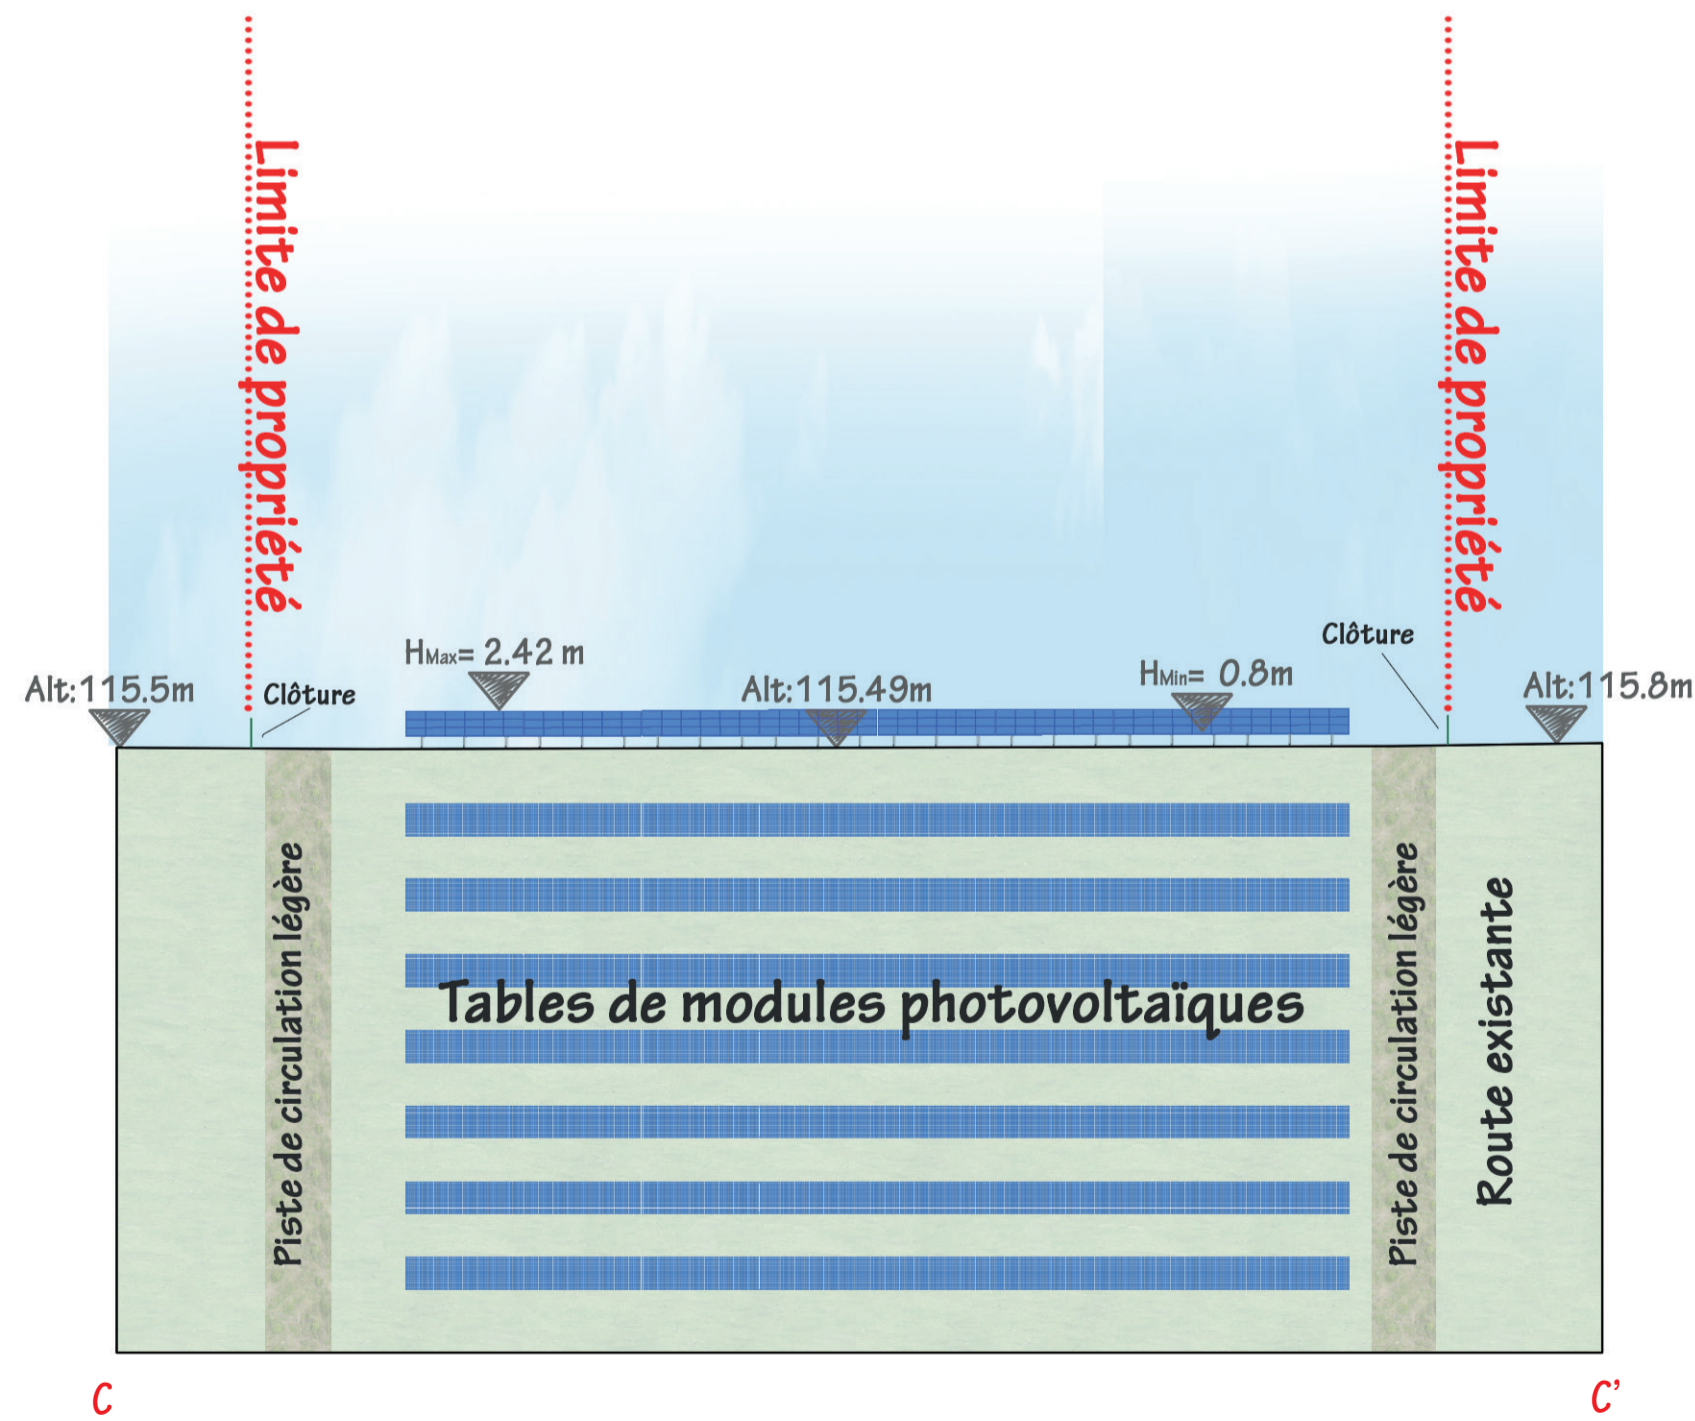 Limite de propriété
Limite de propriété
Clôture
HMax= 2.42 m
HMin= 0.8m
Alt:115.5m
Clôture
Alt:115.49m
Alt:115.8m
Piste de circulation légère
Tables de modules photovoltaïques
Piste de circulation légère
Route existante
C
C’